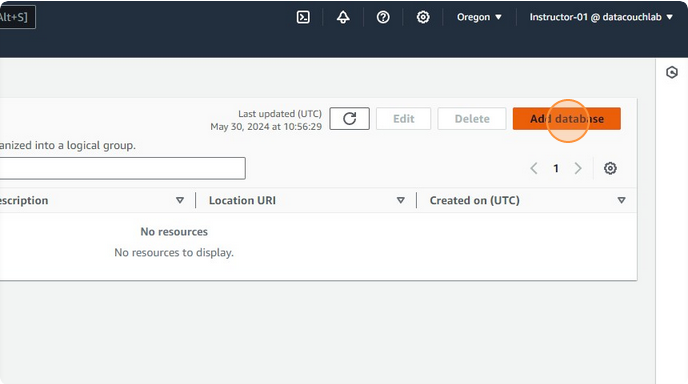 Alt+S]
Oregon ▼
Instructor-01 @ datacouchlab ▼
Last updated (UTC)
May 30, 2024 at 10:56:29
Edit
Delete
Add database
anized into a logical group.
1
escription
Location URI
Created on (UTC)
No resources
No resources to display.